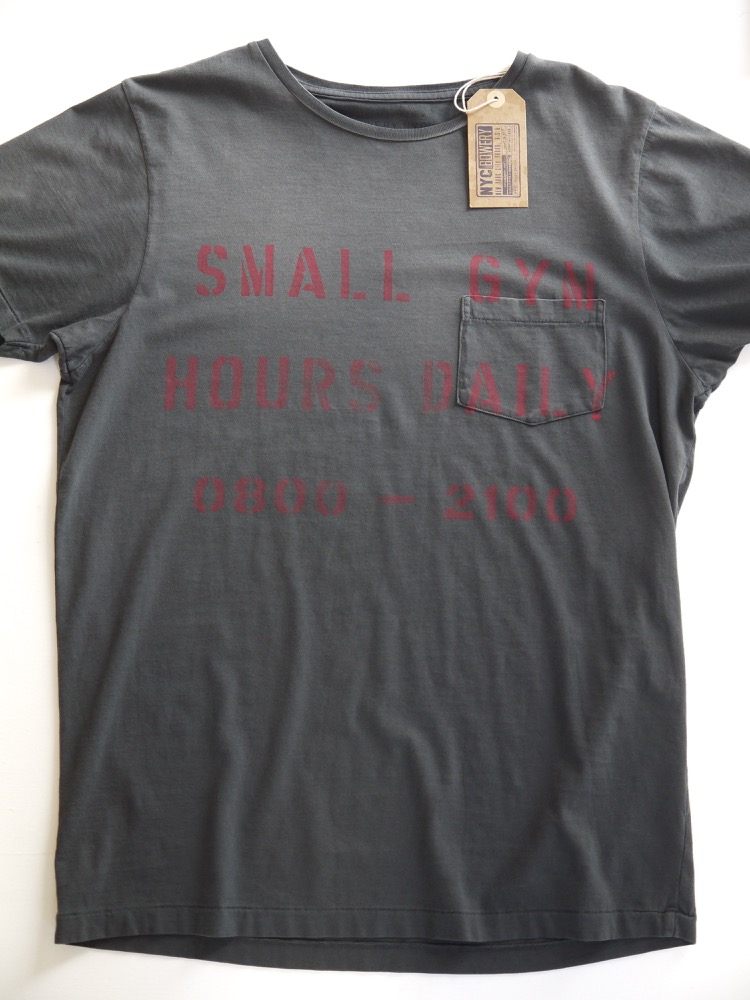 NYC BOWERY
SMALL GYM
HOURS DAILY
0800 - 2100